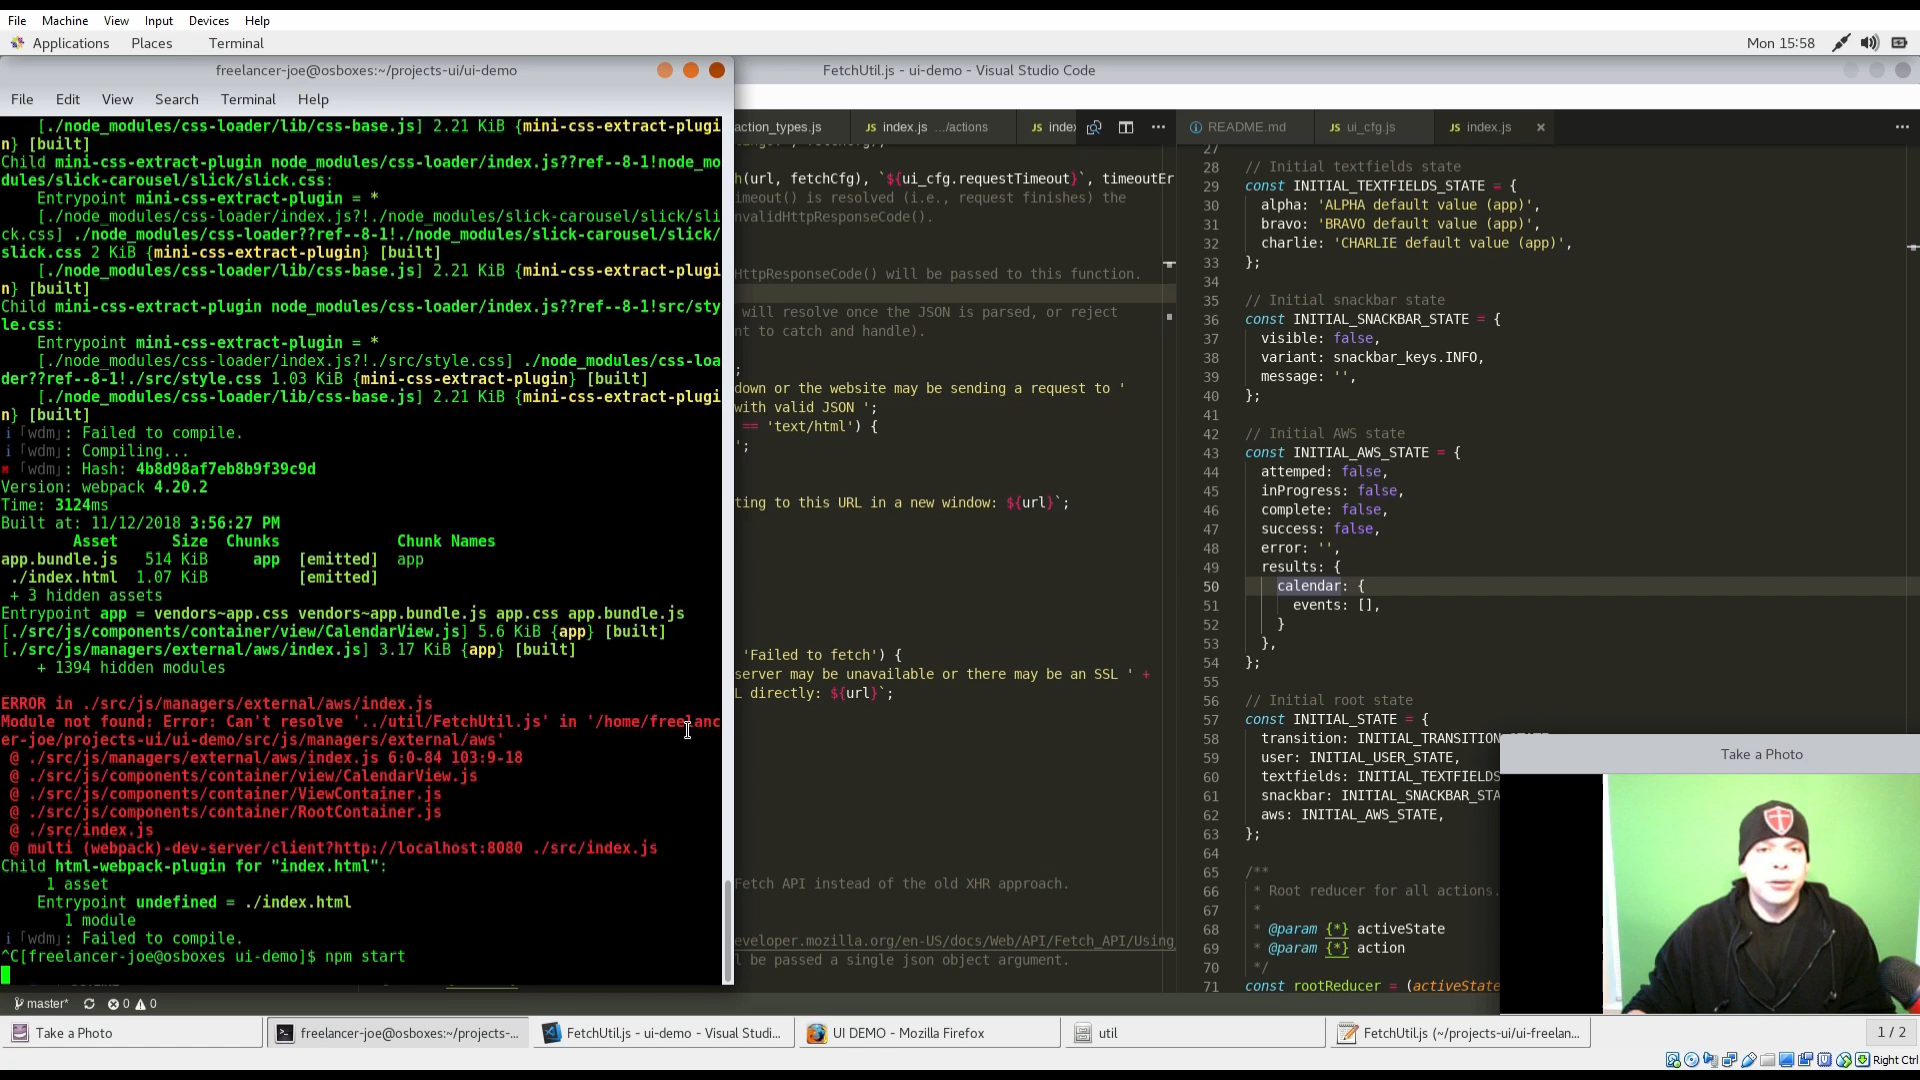 File Machine View Input Devices Help
Applications Places Terminal Mon 15:58
freelancer-joe@osboxes:~/projects-ui/ui-demo
File Edit View Search Terminal Help
[./node_modules/css-loader/lib/css-base.js] 2.21 KiB {mini-css-extract-plugi
n} [built]
Child mini-css-extract-plugin node_modules/css-loader/index.js??ref--8-1!node_mo
dules/slick-carousel/slick/slick.css:
Entrypoint mini-css-extract-plugin = *
[./node_modules/css-loader/index.js?!./node_modules/slick-carousel/slick/sli
ck.css] ./node_modules/css-loader??ref--8-1!./node_modules/slick-carousel/slick/
slick.css 2 KiB {mini-css-extract-plugin} [built]
[./node_modules/css-loader/lib/css-base.js] 2.21 KiB {mini-css-extract-plugi
n} [built]
Child mini-css-extract-plugin node_modules/css-loader/index.js??ref--8-1!src/sty
le.css:
Entrypoint mini-css-extract-plugin = *
[./node_modules/css-loader/index.js?!./src/style.css] ./node_modules/css-loa
der??ref--8-1!./src/style.css 1.03 KiB {mini-css-extract-plugin} [built]
[./node_modules/css-loader/lib/css-base.js] 2.21 KiB {mini-css-extract-plugi
n} [built]
i ｢wdm｣: Failed to compile.
i ｢wdm｣: Compiling...
✖ ｢wdm｣: Hash: 4b8d98af7eb8b9f39c9d
Version: webpack 4.20.2
Time: 3124ms
Built at: 11/12/2018 3:56:27 PM
Asset Size Chunks Chunk Names
app.bundle.js 514 KiB app [emitted] app
./index.html 1.07 KiB [emitted]
+ 3 hidden assets
Entrypoint app = vendors~app.css vendors~app.bundle.js app.css app.bundle.js
[./src/js/components/container/view/CalendarView.js] 5.6 KiB {app} [built]
[./src/js/managers/external/aws/index.js] 3.17 KiB {app} [built]
+ 1394 hidden modules
ERROR in ./src/js/managers/external/aws/index.js
Module not found: Error: Can't resolve '../util/FetchUtil.js' in '/home/freelanc
er-joe/projects-ui/ui-demo/src/js/managers/external/aws'
@ ./src/js/managers/external/aws/index.js 6:0-84 103:9-18
@ ./src/js/components/container/view/CalendarView.js
@ ./src/js/components/container/ViewContainer.js
@ ./src/js/components/container/RootContainer.js
@ ./src/index.js
@ multi (webpack)-dev-server/client?http://localhost:8080 ./src/index.js
Child html-webpack-plugin for "index.html":
1 asset
Entrypoint undefined = ./index.html
1 module
i ｢wdm｣: Failed to compile.
^C[freelancer-joe@osboxes ui-demo]$ npm start
FetchUtil.js - ui-demo - Visual Studio Code
action_types.js JS index.js .../actions JS index
h(url, fetchCfg), `${ui_cfg.requestTimeout}`, timeoutEr
imeout() is resolved (i.e., request finishes) the
nvalidHttpResponseCode().
HttpResponseCode() will be passed to this function.
will resolve once the JSON is parsed, or reject
nt to catch and handle).
;
down or the website may be sending a request to '
with valid JSON ';
== 'text/html') {
';
ting to this URL in a new window: ${url}`;
'Failed to fetch') {
server may be unavailable or there may be an SSL ' +
L directly: ${url}`;
Fetch API instead of the old XHR approach.
eveloper.mozilla.org/en-US/docs/Web/API/Fetch_API/Using_
l be passed a single json object argument.
README.md JS ui_cfg.js JS index.js
27
28 // Initial textfields state
29 const INITIAL_TEXTFIELDS_STATE = {
30 alpha: 'ALPHA default value (app)',
31 bravo: 'BRAVO default value (app)',
32 charlie: 'CHARLIE default value (app)',
33 };
34
35 // Initial snackbar state
36 const INITIAL_SNACKBAR_STATE = {
37 visible: false,
38 variant: snackbar_keys.INFO,
39 message: '',
40 };
41
42 // Initial AWS state
43 const INITIAL_AWS_STATE = {
44 attemped: false,
45 inProgress: false,
46 complete: false,
47 success: false,
48 error: '',
49 results: {
50 calendar: {
51 events: [],
52 }
53 },
54 };
55
56 // Initial root state
57 const INITIAL_STATE = {
58 transition: INITIAL_TRANSITION_STATE,
59 user: INITIAL_USER_STATE,
60 textfields: INITIAL_TEXTFIELDS
61 snackbar: INITIAL_SNACKBAR_STA
62 aws: INITIAL_AWS_STATE,
63 };
64
65 /**
66 * Root reducer for all actions.
67 *
68 * @param {*} activeState
69 * @param {*} action
70 */
71 const rootReducer = (activeState
Take a Photo
master* 0 0
Take a Photo
freelancer-joe@osboxes:~/projects-...
FetchUtil.js - ui-demo - Visual Studi...
UI DEMO - Mozilla Firefox
util
FetchUtil.js (~/projects-ui/ui-freelan...
1 / 2
Right Ctrl